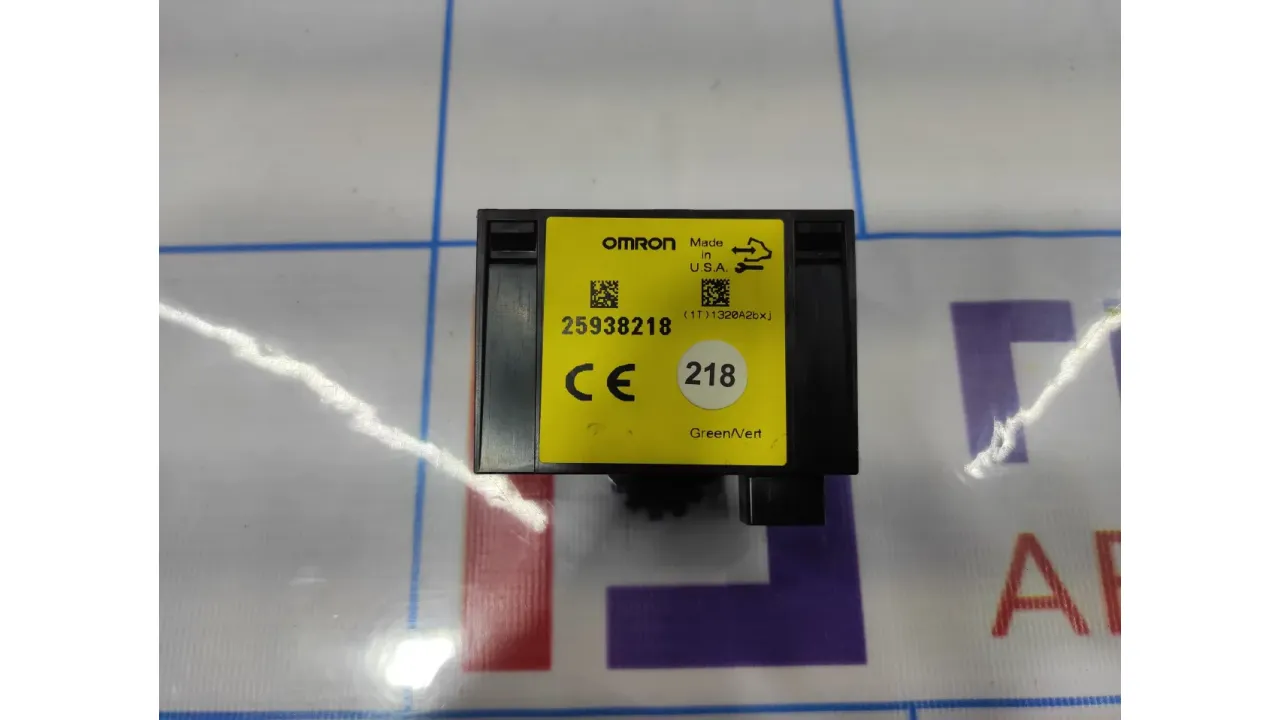 OMRON
Made
in
U.S.A.
25938218
(1T)1320A2bxj
CE
218
Green/Vert